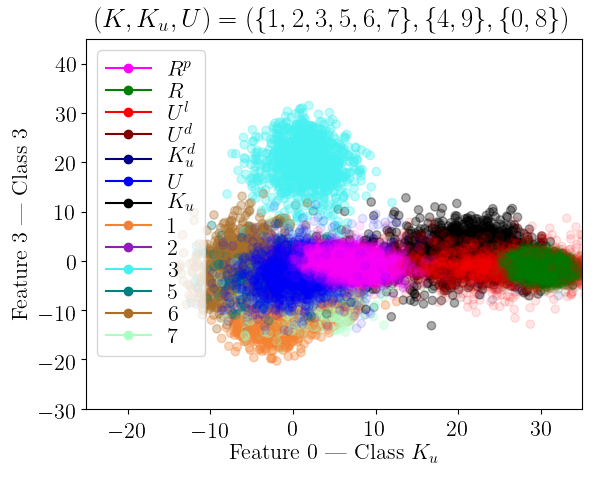 (K, K_u, U) = ({1, 2, 3, 5, 6, 7}, {4, 9}, {0, 8})
Feature 3 — Class 3
40
30
20
10
0
−10
−20
−30
R^p
R
U^l
U^d
K_u^d
U
K_u
1
2
3
5
6
7
−20 −10 0 10 20 30
Feature 0 — Class K_u